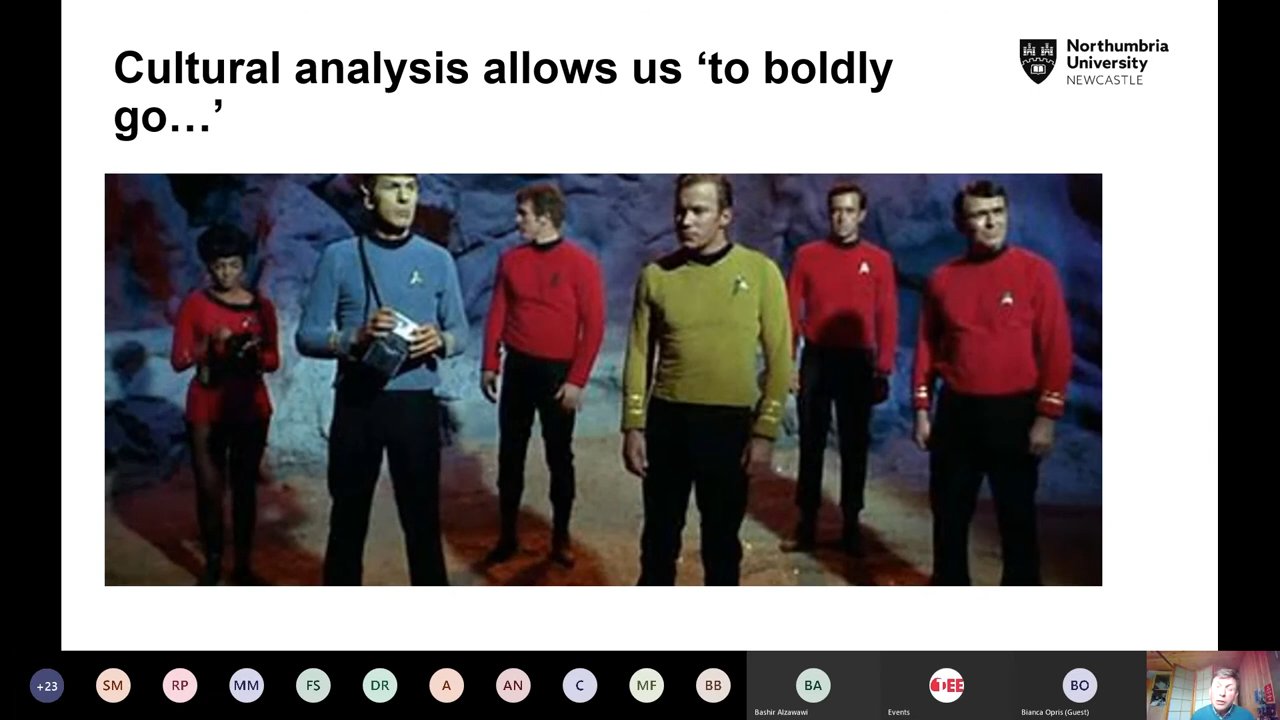 Cultural analysis allows us ‘to boldly
go…’
Northumbria
University
NEWCASTLE
+23
SM
RP
MM
FS
DR
A
AN
C
MF
BB
BA
Bashir Alzawawi
DEE
Events
BO
Bianca Opris (Guest)